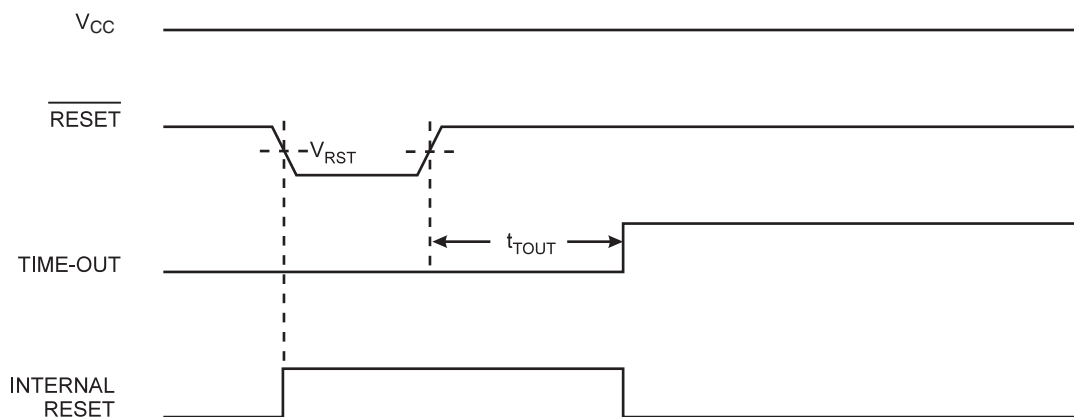 VCC
RESET
VRST
tTOUT
TIME-OUT
INTERNAL
RESET